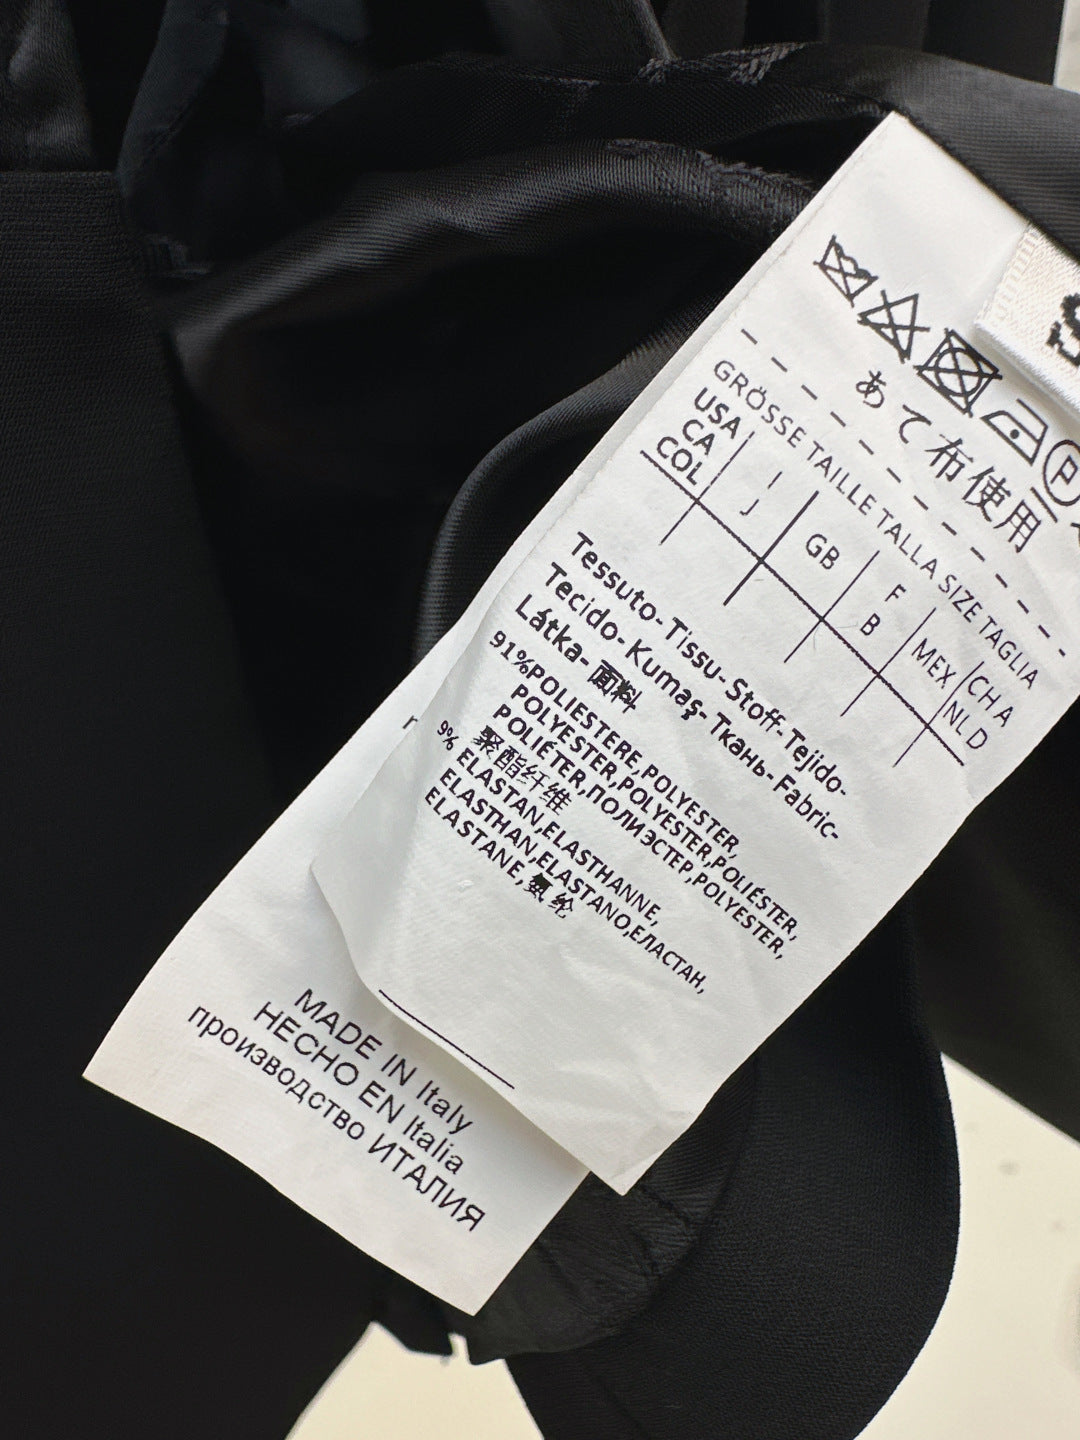 あて布使用
GRÖSSE TAILLE TALLA SIZE TAGLIA
USA
CA
COL
I
J
GB
F
B
MEX
CH A
NL D
Tessuto-Tissu-Stoff-Tejido-
Tecido-Kumaş-Ткань-Fabric-
Látka-面料
91%POLIESTERE,POLYESTER,
POLYESTER,POLYESTER,POLIÉSTER,
POLIÉTER,ПОЛИЭСТЕР,POLYESTER,
聚酯纤维
9% ELASTAN,ELASTHANNE,
ELASTHAN,ELASTANO,ЕЛАСТАН,
ELASTANE,氨纶
MADE IN Italy
HECHO EN Italia
производство ИТАЛИЯ
P